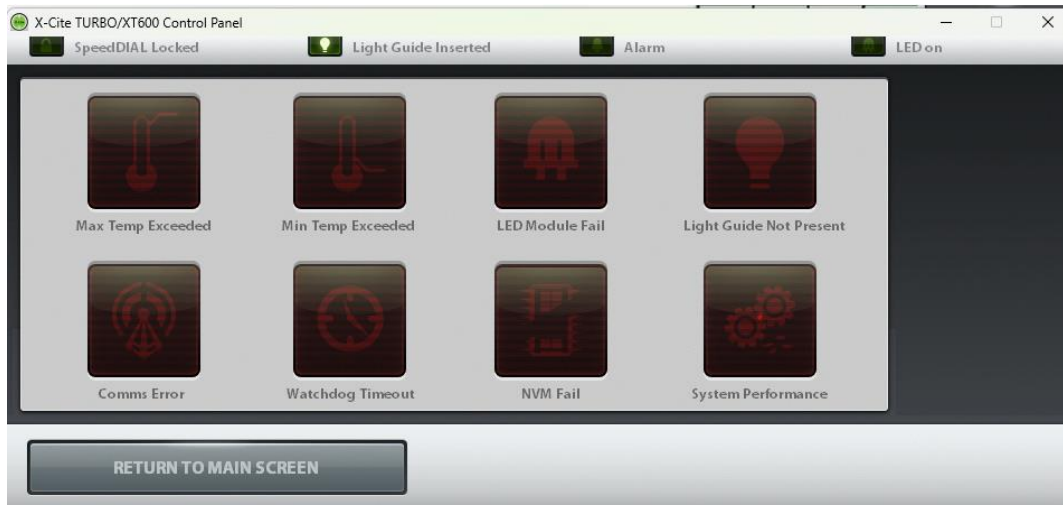 X-Cite TURBO/XT600 Control Panel
SpeedDIAL Locked
Light Guide Inserted
Alarm
LED on
Max Temp Exceeded
Min Temp Exceeded
LED Module Fail
Light Guide Not Present
Comms Error
Watchdog Timeout
NVM Fail
System Performance
RETURN TO MAIN SCREEN